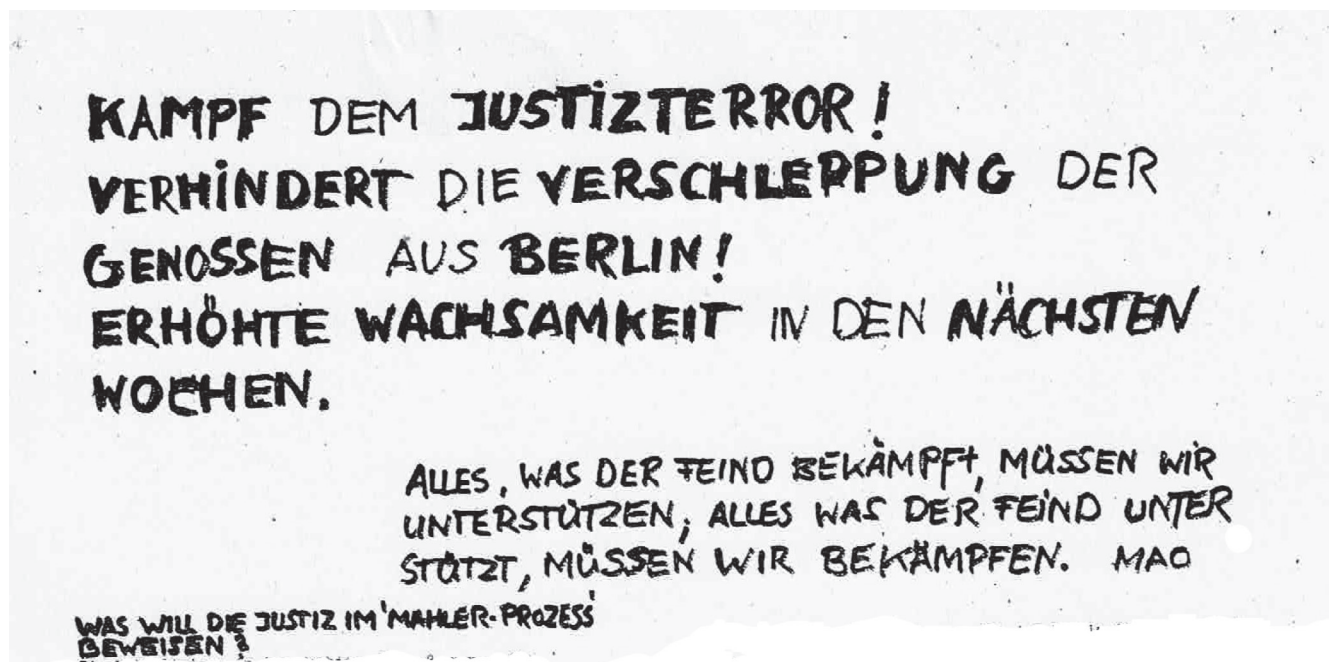 KAMPF DEM JUSTIZTERROR!
VERHINDERT DIE VERSCHLEPPUNG DER
GENOSSEN AUS BERLIN!
ERHÖHTE WACHSAMKEIT IN DEN NÄCHSTEN
WOCHEN.
ALLES, WAS DER FEIND BEKÄMPFT, MÜSSEN WIR
UNTERSTÜTZEN, ALLES WAS DER FEIND UNTER
STÜTZT, MÜSSEN WIR BEKÄMPFEN. MAO
WAS WILL DIE JUSTIZ IM 'MAHLER-PROZESS'
BEWEISEN?